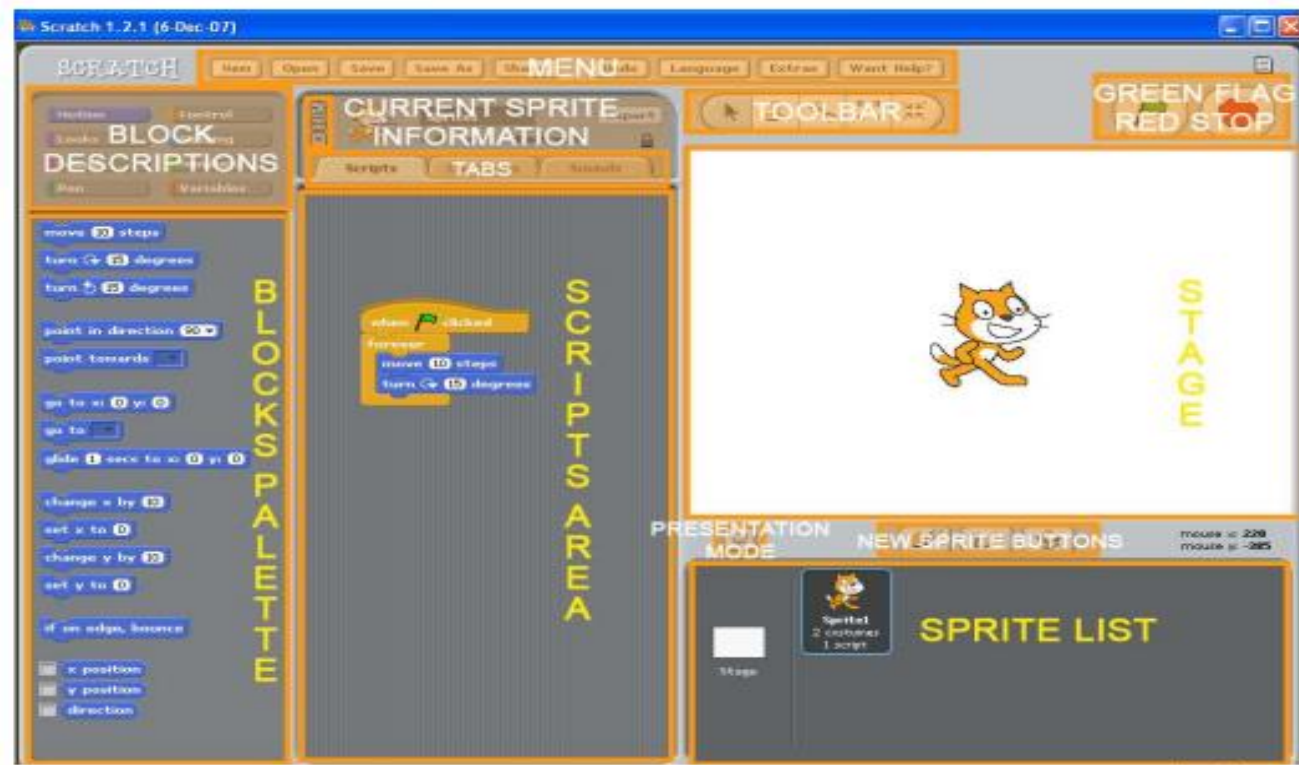 Scratch 1.2.1 (6-Dec-07)
SCRATCH
New Open Save Save As MENU Language Extras Want Help?
BLOCK
DESCRIPTIONS
Motion Control
Looks
Pen Variables
CURRENT SPRITE
INFORMATION
Scripts TABS Sounds
TOOLBAR
GREEN FLAG
RED STOP
move 10 steps
turn 15 degrees
turn 15 degrees
point in direction 90
point towards
go to x: 0 y: 0
go to
glide 1 secs to x: 0 y: 0
change x by 10
set x to 0
change y by 10
set y to 0
if on edge, bounce
x position
y position
direction
BLOCKS PALETTE
when clicked
forever
move 10 steps
turn 15 degrees
SCRIPTS AREA
STAGE
PRESENTATION
MODE
NEW SPRITE BUTTONS
mouse x: 220
mouse y: -385
Stage
Sprite1
2 costumes
1 script
SPRITE LIST